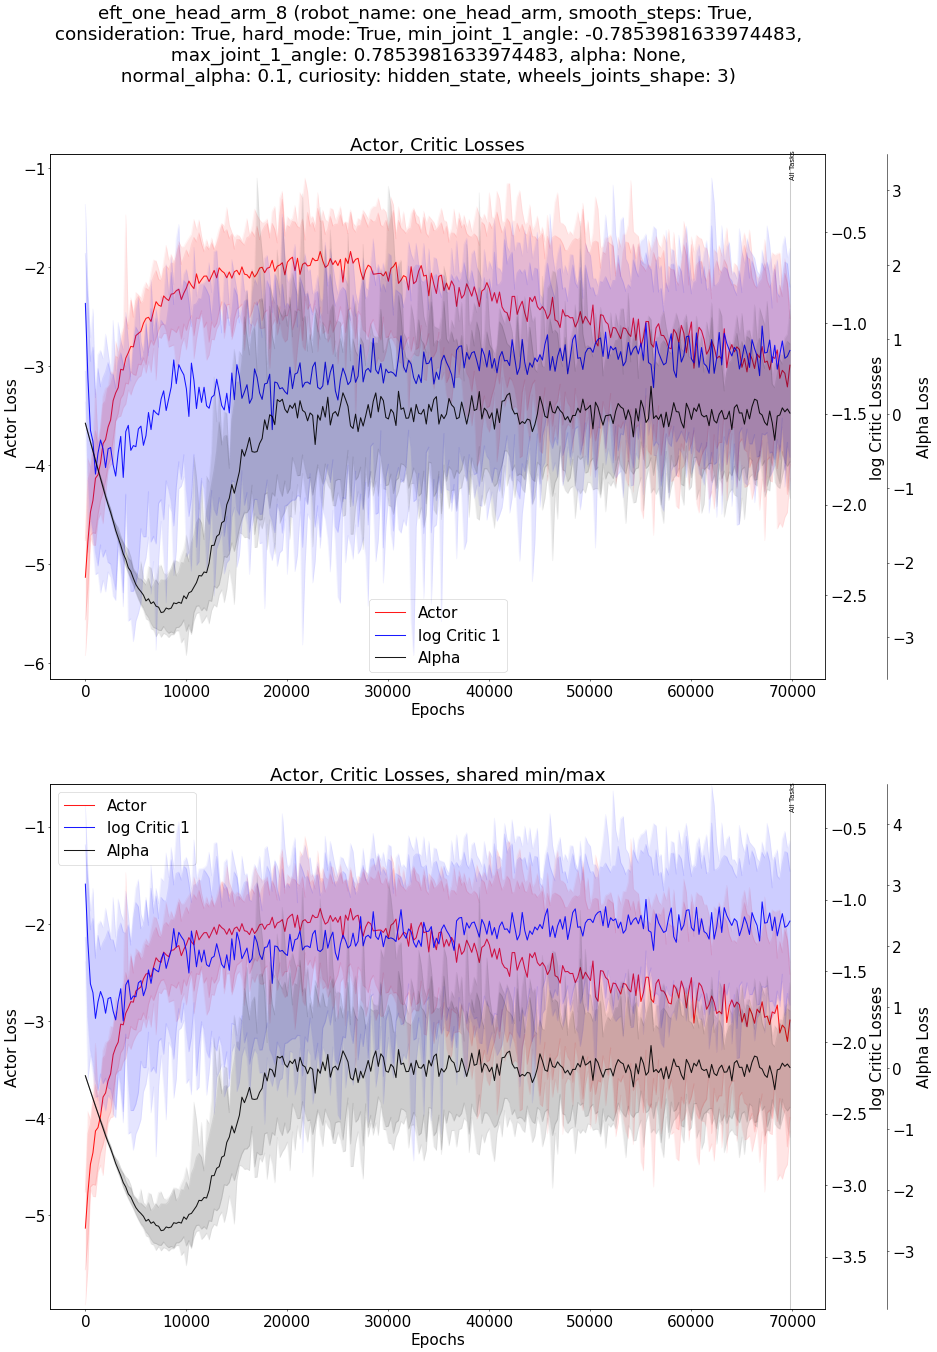 eft_one_head_arm_8 (robot_name: one_head_arm, smooth_steps: True,
consideration: True, hard_mode: True, min_joint_1_angle: -0.7853981633974483,
max_joint_1_angle: 0.7853981633974483, alpha: None,
normal_alpha: 0.1, curiosity: hidden_state, wheels_joints_shape: 3)
Actor, Critic Losses
All Tasks
−1
−2
−3
−4
−5
−6
Actor Loss
−0.5
−1.0
−1.5
−2.0
−2.5
log Critic Losses
3
2
1
0
−1
−2
−3
Alpha Loss
Actor
log Critic 1
Alpha
0
10000
20000
30000
40000
50000
60000
70000
Epochs
Actor, Critic Losses, shared min/max
All Tasks
Actor
log Critic 1
Alpha
−1
−2
−3
−4
−5
Actor Loss
−0.5
−1.0
−1.5
−2.0
−2.5
−3.0
−3.5
log Critic Losses
4
3
2
1
0
−1
−2
−3
Alpha Loss
0
10000
20000
30000
40000
50000
60000
70000
Epochs